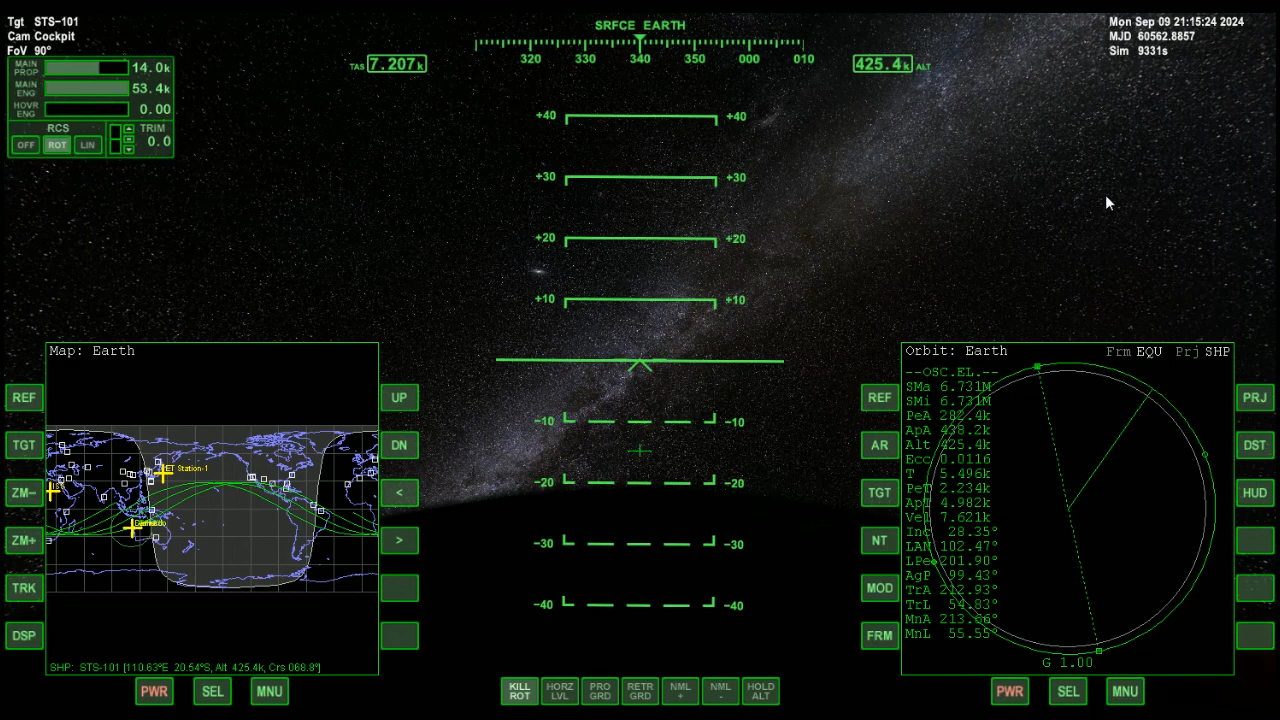 Tgt STS-101
Cam Cockpit
FoV 90°
MAIN PROP 14.0k
MAIN ENG 53.4k
HOVR ENG 0.00
RCS
TRIM
OFF ROT LIN 0.0
SRFCE EARTH
320 330 340 350 000 010
TAS 7.207k
425.4k ALT
Mon Sep 09 21:15:24 2024
MJD 60562.8857
Sim 9331s
+40 +40
+30 +30
+20 +20
+10 +10
-10 -10
-20 -20
-30 -30
-40 -40
Map: Earth
REF
TGT
ZM-
ZM+
TRK
DSP
UP
DN
<
>
SHP: STS-101 [110.63°E 20.54°S, Alt 425.4k, Crs 068.8°]
PWR SEL MNU
KILL ROT
HORZ LVL
PRO GRD
RETR GRD
NML +
NML -
HOLD ALT
Orbit: Earth Frm EQU Prj SHP
--OSC.EL.--
SMa 6.731M
SMi 6.731M
PeA 282.4k
ApA 438.2k
Alt 425.4k
Ecc 0.0116
T 5.496k
PeT 2.234k
ApT 4.982k
Vel 7.621k
Inc 28.35°
LAN 102.47°
LPe 201.90°
AgP 99.43°
TrA 212.93°
TrL 54.83°
MnA 213.66°
MnL 55.55°
G 1.00
REF
AR
TGT
NT
MOD
FRM
PRJ
DST
HUD
PWR SEL MNU